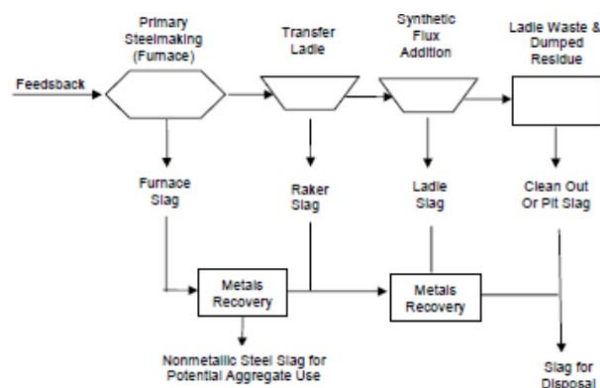 Primary
Steelmaking
(Furnace)
Transfer
Ladle
Synthetic
Flux
Addition
Ladle Waste &
Dumped
Residue
Feedsback
Furnace
Slag
Raker
Slag
Ladle
Slag
Clean Out
Or Pit Slag
Metals
Recovery
Metals
Recovery
Nonmetallic Steel Slag for
Potential Aggregate Use
Slag for
Disposal